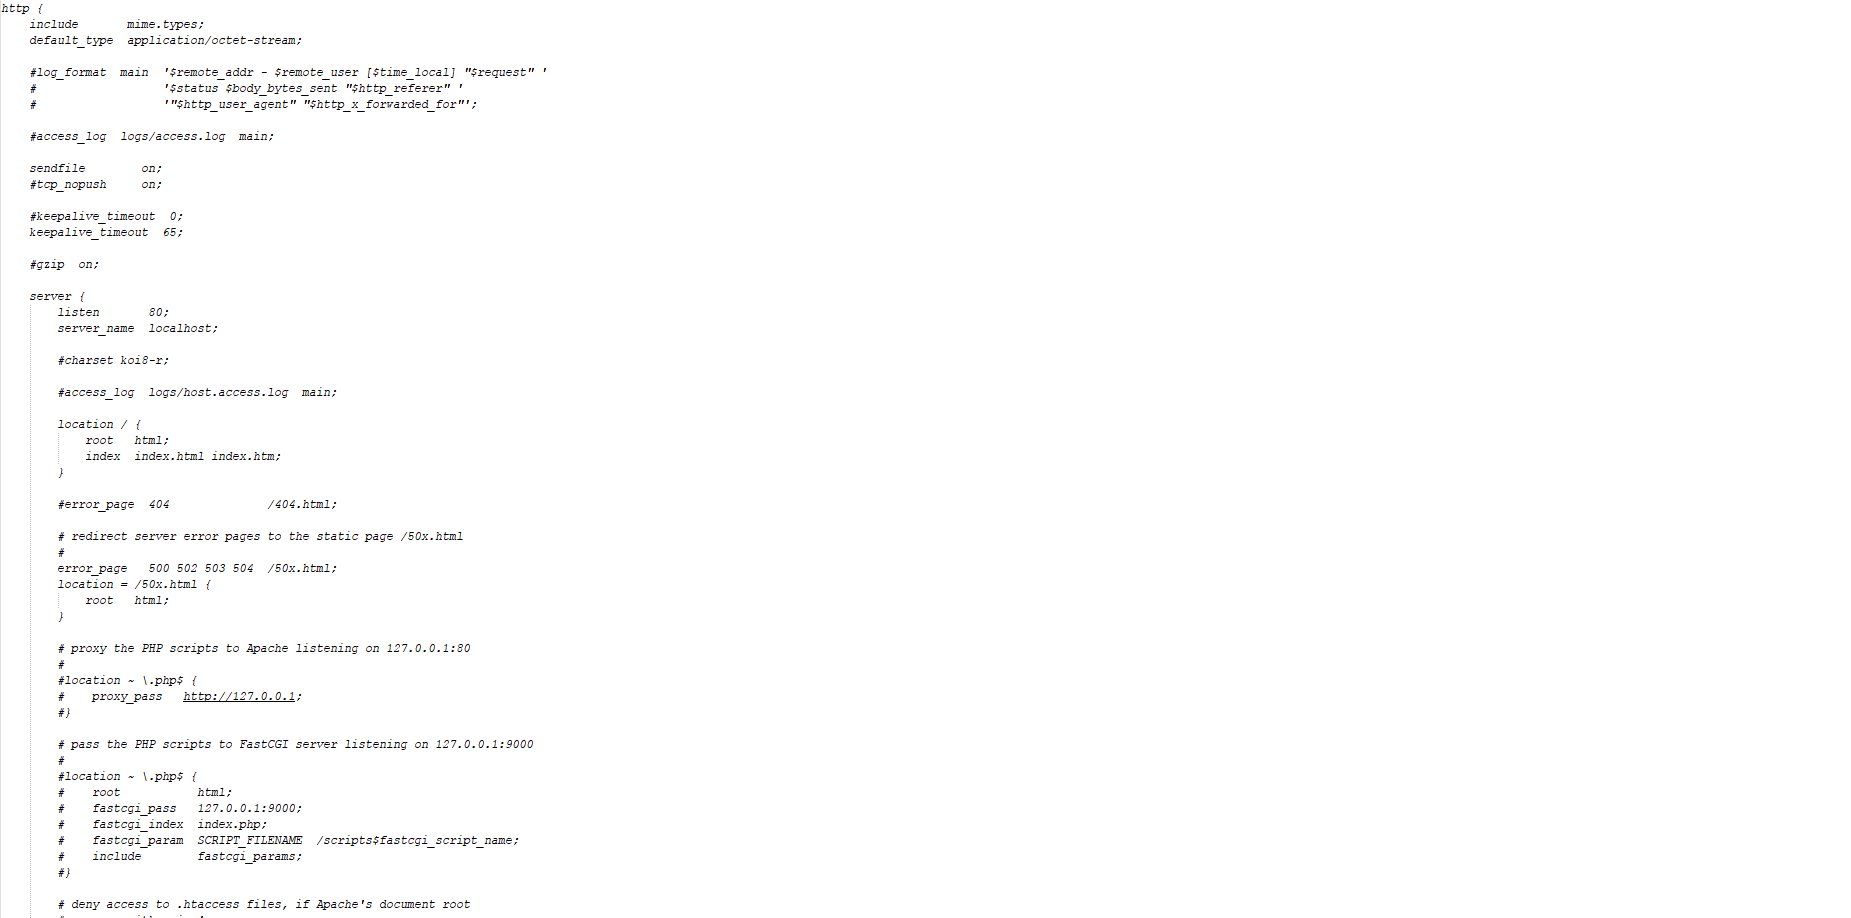 http {
    include       mime.types;
    default_type  application/octet-stream;

    #log_format  main  '$remote_addr - $remote_user [$time_local] "$request" '
    #                  '$status $body_bytes_sent "$http_referer" '
    #                  '"$http_user_agent" "$http_x_forwarded_for"';

    #access_log  logs/access.log  main;

    sendfile        on;
    #tcp_nopush     on;

    #keepalive_timeout  0;
    keepalive_timeout  65;

    #gzip  on;

    server {
        listen       80;
        server_name  localhost;

        #charset koi8-r;

        #access_log  logs/host.access.log  main;

        location / {
            root   html;
            index  index.html index.htm;
        }

        #error_page  404              /404.html;

        # redirect server error pages to the static page /50x.html
        #
        error_page   500 502 503 504  /50x.html;
        location = /50x.html {
            root   html;
        }

        # proxy the PHP scripts to Apache listening on 127.0.0.1:80
        #
        #location ~ \.php$ {
        #    proxy_pass   http://127.0.0.1;
        #}

        # pass the PHP scripts to FastCGI server listening on 127.0.0.1:9000
        #
        #location ~ \.php$ {
        #    root           html;
        #    fastcgi_pass   127.0.0.1:9000;
        #    fastcgi_index  index.php;
        #    fastcgi_param  SCRIPT_FILENAME  /scripts$fastcgi_script_name;
        #    include        fastcgi_params;
        #}

        # deny access to .htaccess files, if Apache's document root